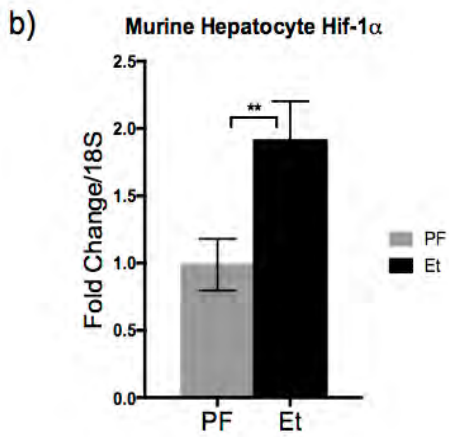 b)
Murine Hepatocyte Hif-1α
Fold Change/18S
2.5
2.0
1.5
1.0
0.5
0.0
**
PF
Et
PF Et